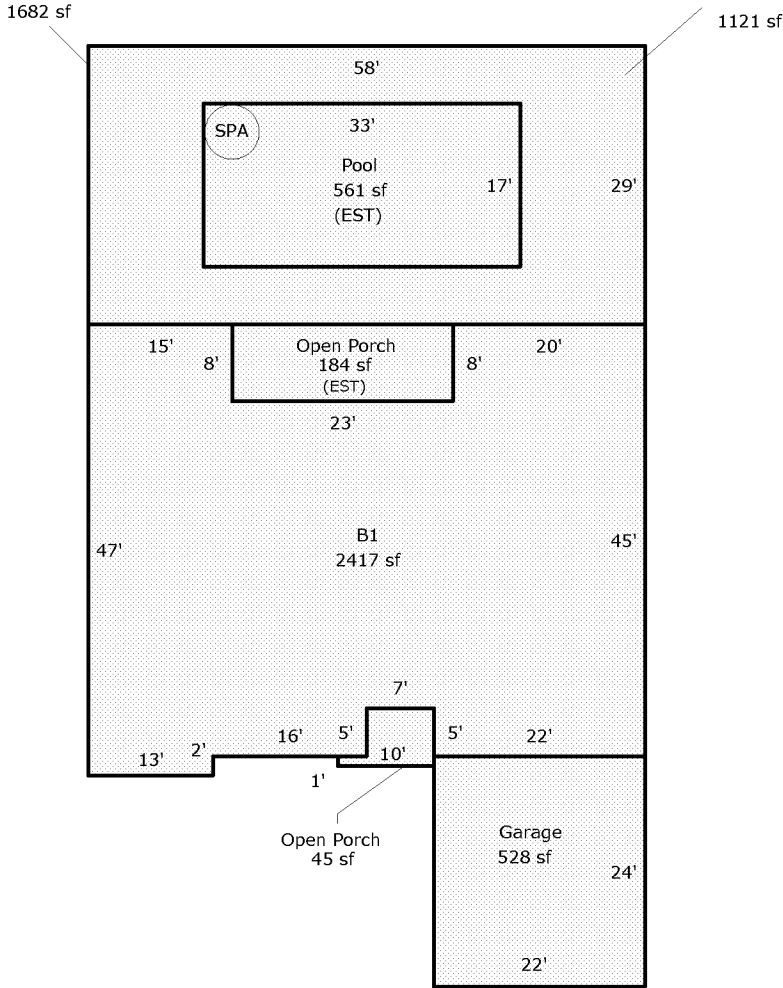 1682 sf
1121 sf
58'
SPA
33'
Pool
561 sf
(EST)
17'
29'
15'
8'
Open Porch
184 sf
(EST)
8'
20'
23'
47'
B1
2417 sf
45'
7'
13'
2'
16'
5'
10'
5'
22'
1'
Open Porch
45 sf
Garage
528 sf
24'
22'